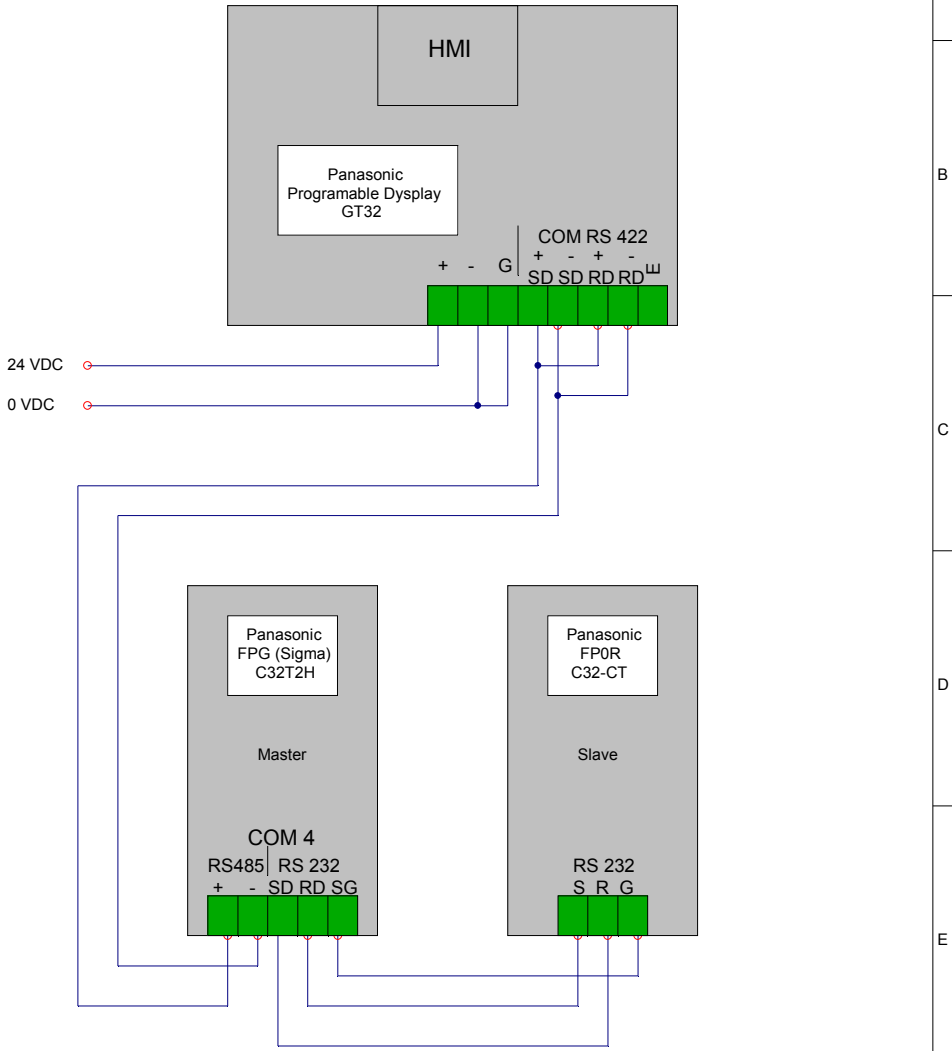 HMI
Panasonic
Programable Dysplay
GT32
COM RS 422
+ - G + - + -
SD SD RD RD E
24 VDC
0 VDC
Panasonic
FPG (Sigma)
C32T2H
Master
COM 4
RS485 RS 232
+ - SD RD SG
Panasonic
FP0R
C32-CT
Slave
RS 232
S R G
B
C
D
E